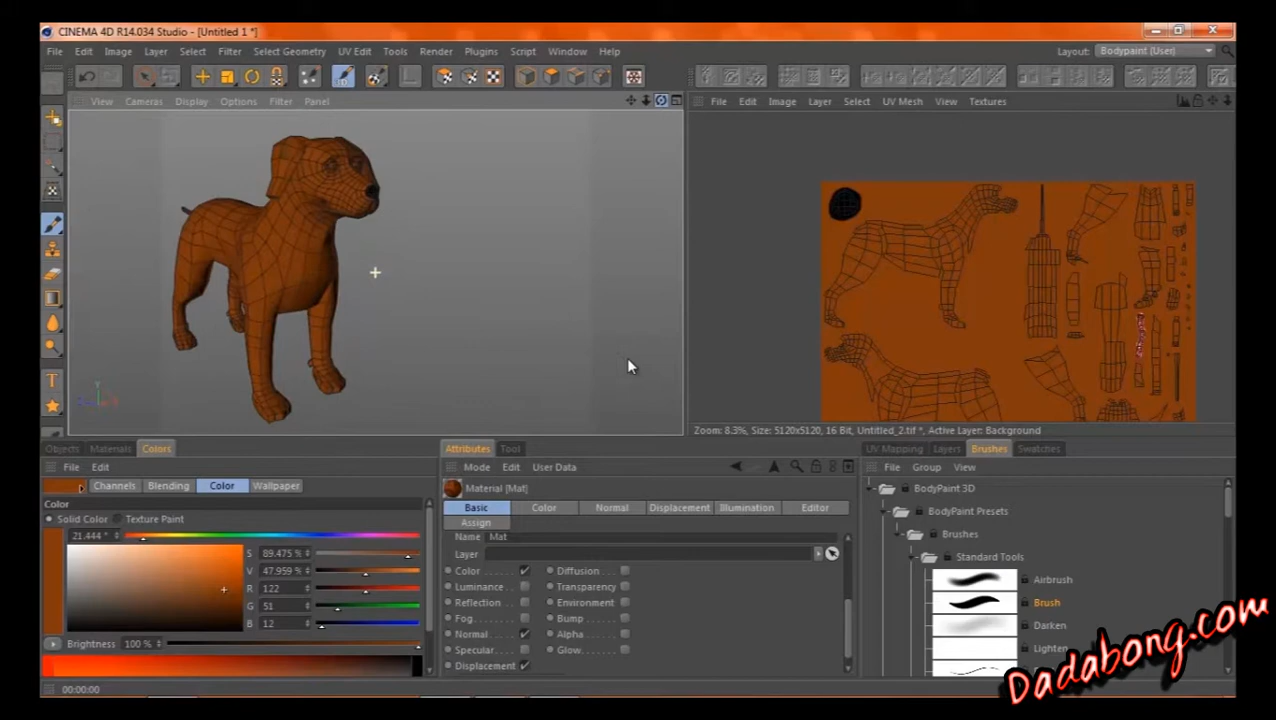 CINEMA 4D R14.034 Studio - [Untitled 1 *]
File Edit Image Layer Select Filter Select Geometry UV Edit Tools Render Plugins Script Window Help Layout: Bodypaint (User)
View Cameras Display Options Filter Panel
File Edit Image Layer Select UV Mesh View Textures
Zoom: 8.3%, Size: 5120x5120, 16 Bit, Untitled_2.tif *, Active Layer: Background
Objects Materials Colors
Attributes Tool
UV Mapping Layers Brushes Swatches
File Edit
Mode Edit User Data
File Group View
Channels Blending Color Wallpaper
Material [Mat]
BodyPaint 3D
Color
Basic Color Normal Displacement Illumination Editor
BodyPaint Presets
Solid Color Texture Paint
Assign
21.444 °
Name Mat
Brushes
S 89.475 %
Layer
Standard Tools
V 47.959 %
Color Diffusion
Airbrush
R 122
Luminance Transparency
G 51
Reflection Environment
Brush
B 12
Fog Bump
Darken
Brightness 100 %
Normal Alpha
Lighten
Specular Glow
Displacement
00:00:00
Dadabong.com